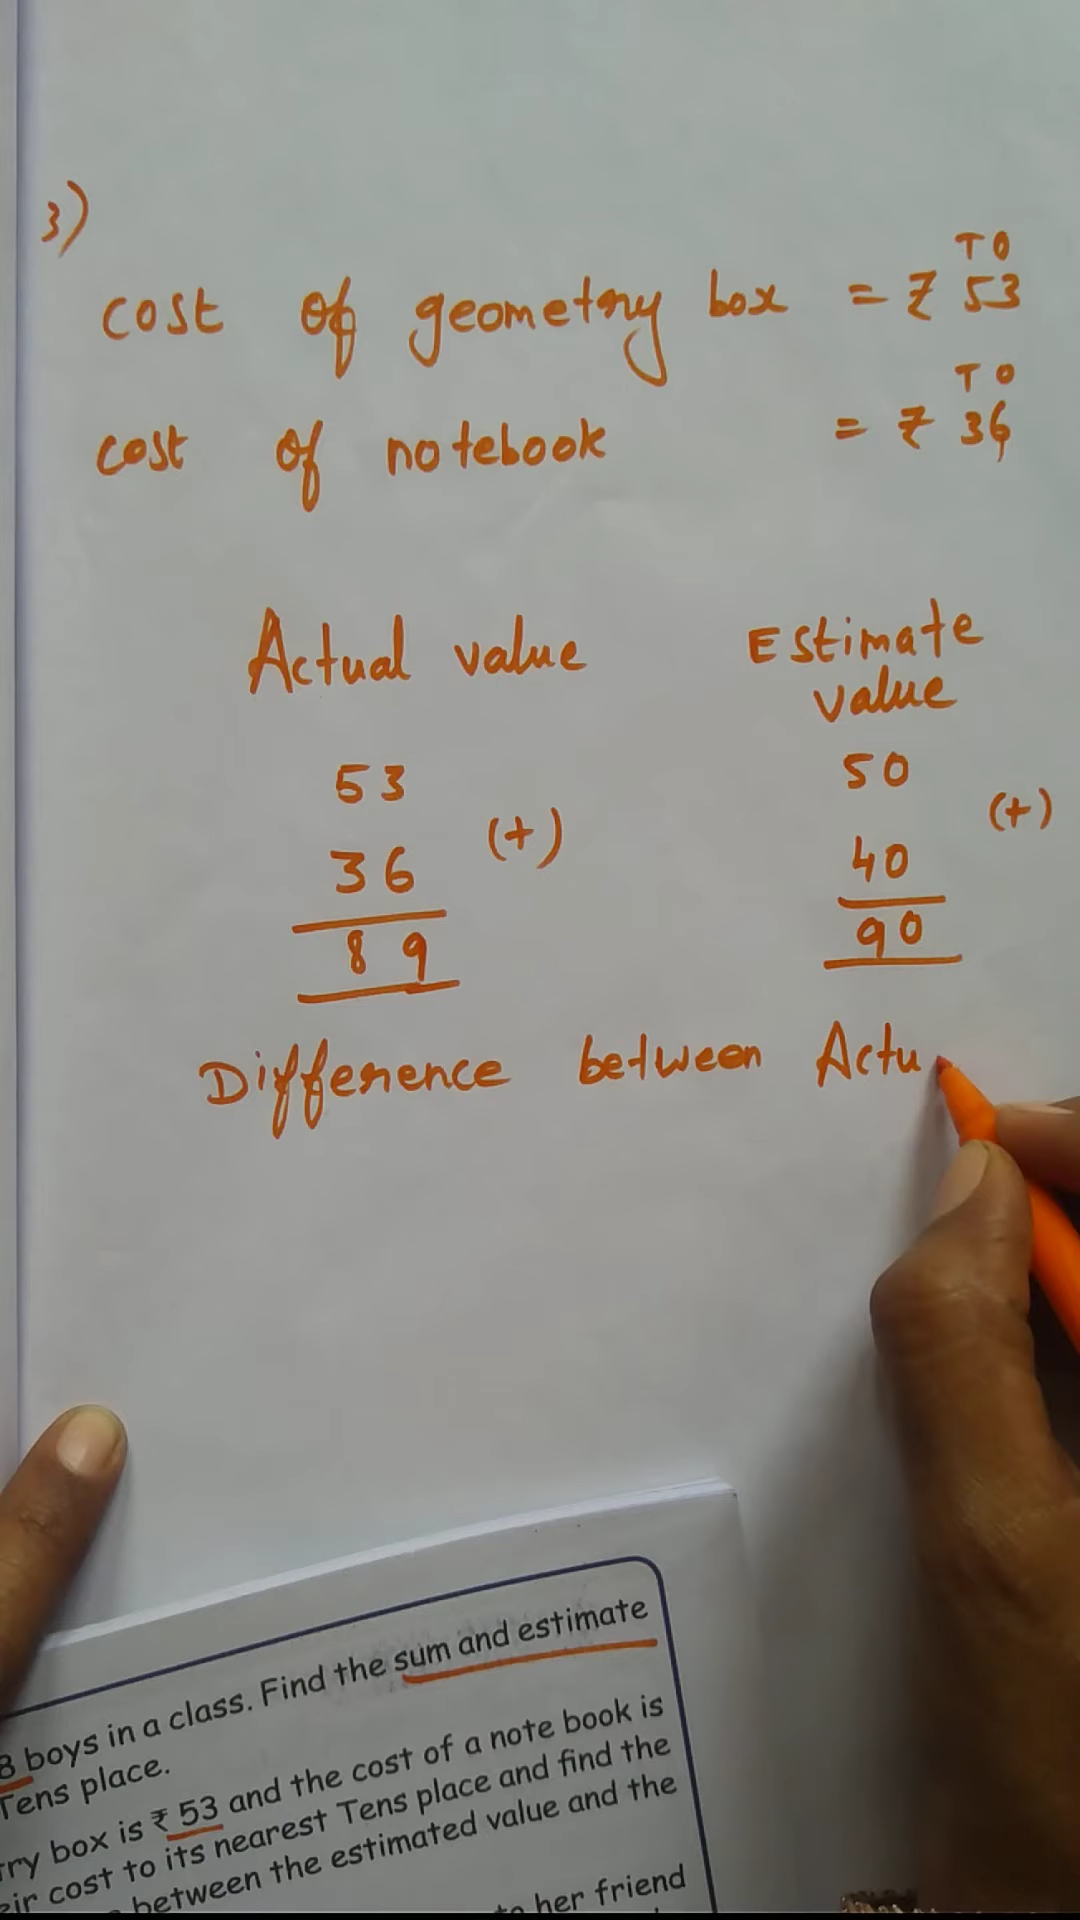 3)
T O
cost of geometry box = ₹ 53
T O
cost of notebook = ₹ 36
Actual value
Estimate
value
53
36 (+)
89
50
40 (+)
90
Difference between Actu
8 boys in a class. Find the sum and estimate
Tens place.
box is ₹ 53 and the cost of a note book is
cost to its nearest Tens place and find the
between the estimated value and the
her friend